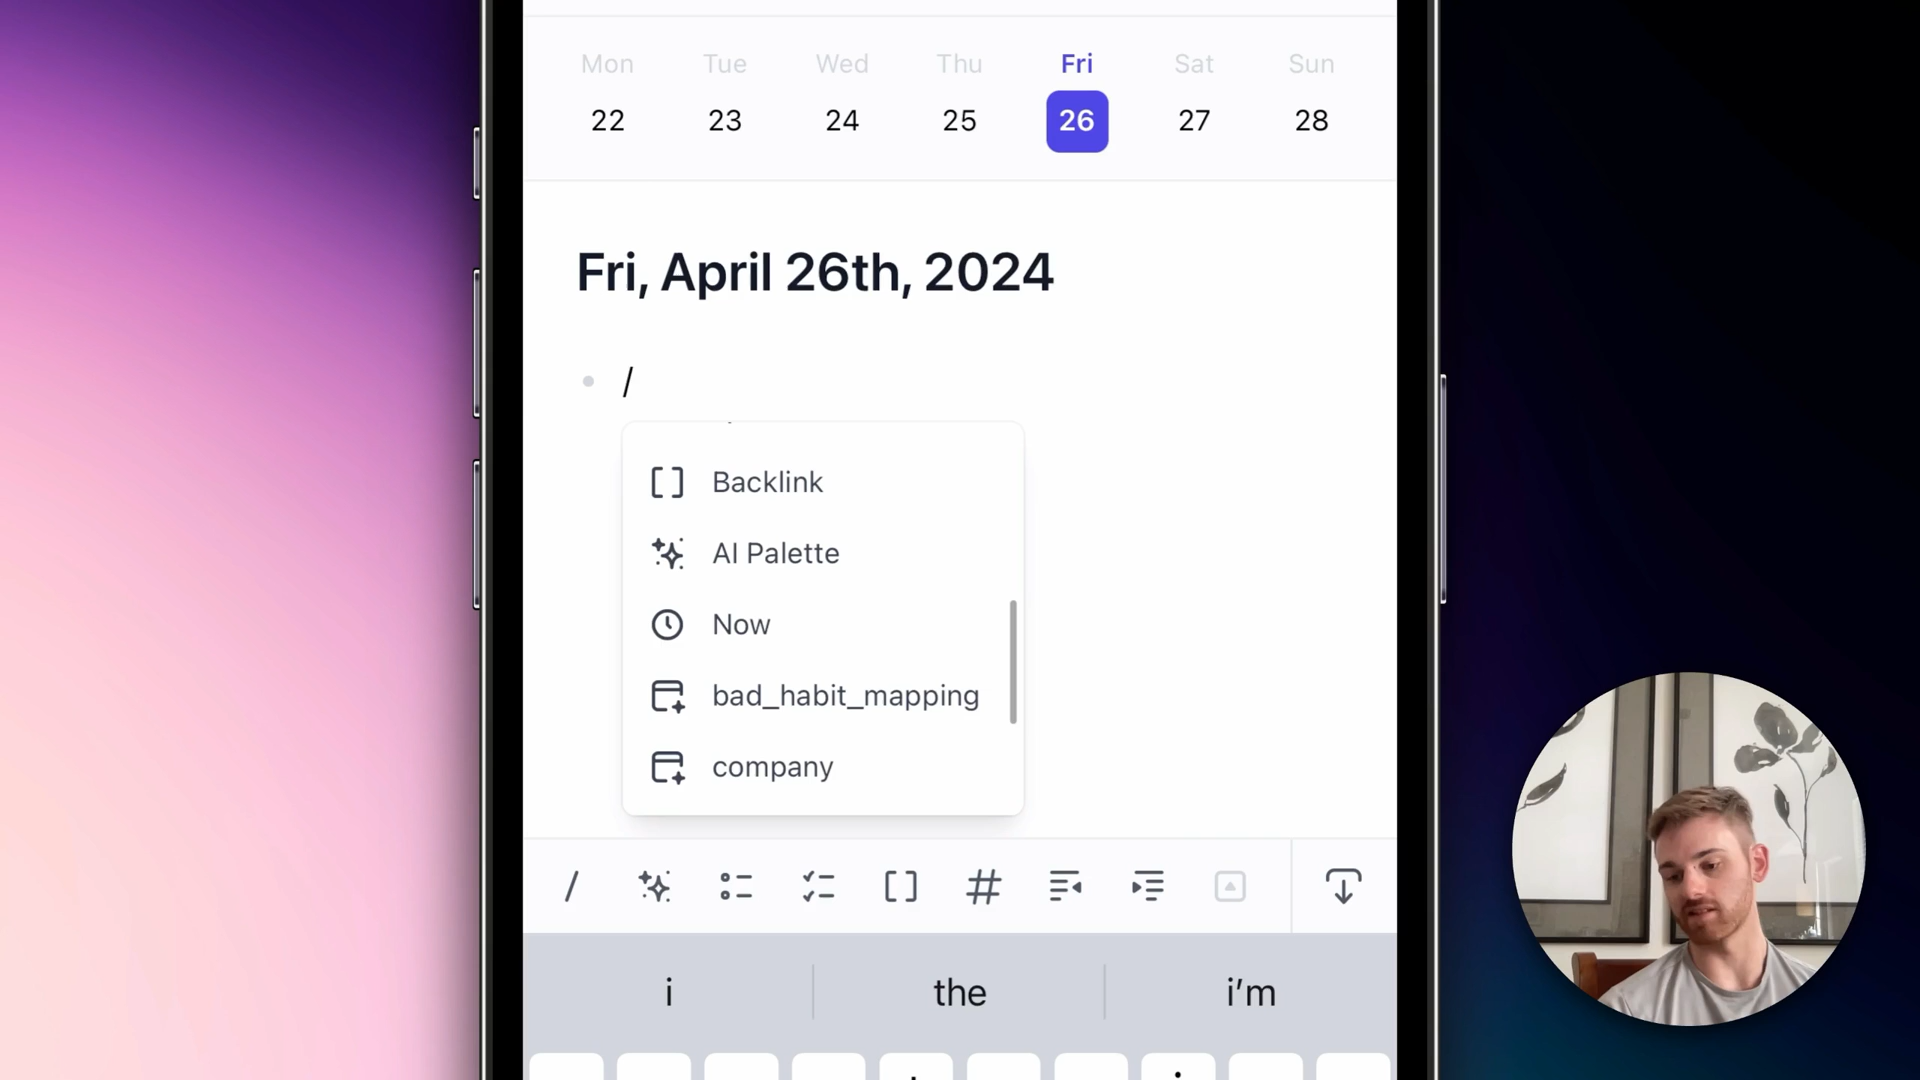 Mon Tue Wed Thu Fri Sat Sun
22 23 24 25 26 27 28
Fri, April 26th, 2024
/
Backlink
AI Palette
Now
bad_habit_mapping
company
i the i’m